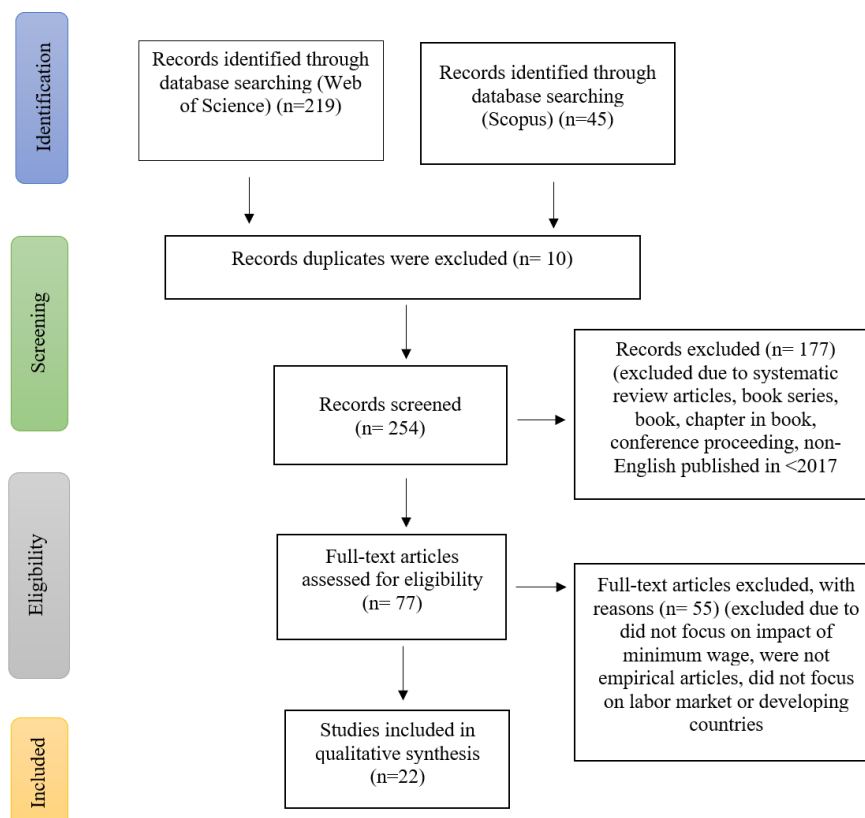 Identification
Records identified through
database searching (Web
of Science) (n=219)
Records identified through
database searching
(Scopus) (n=45)
Screening
Records duplicates were excluded (n= 10)
Records screened
(n= 254)
Records excluded (n= 177)
(excluded due to systematic
review articles, book series,
book, chapter in book,
conference proceeding, non-
English published in <2017
Eligibility
Full-text articles
assessed for eligibility
(n= 77)
Full-text articles excluded, with
reasons (n= 55) (excluded due to
did not focus on impact of
minimum wage, were not
empirical articles, did not focus
on labor market or developing
countries
Included
Studies included in
qualitative synthesis
(n=22)